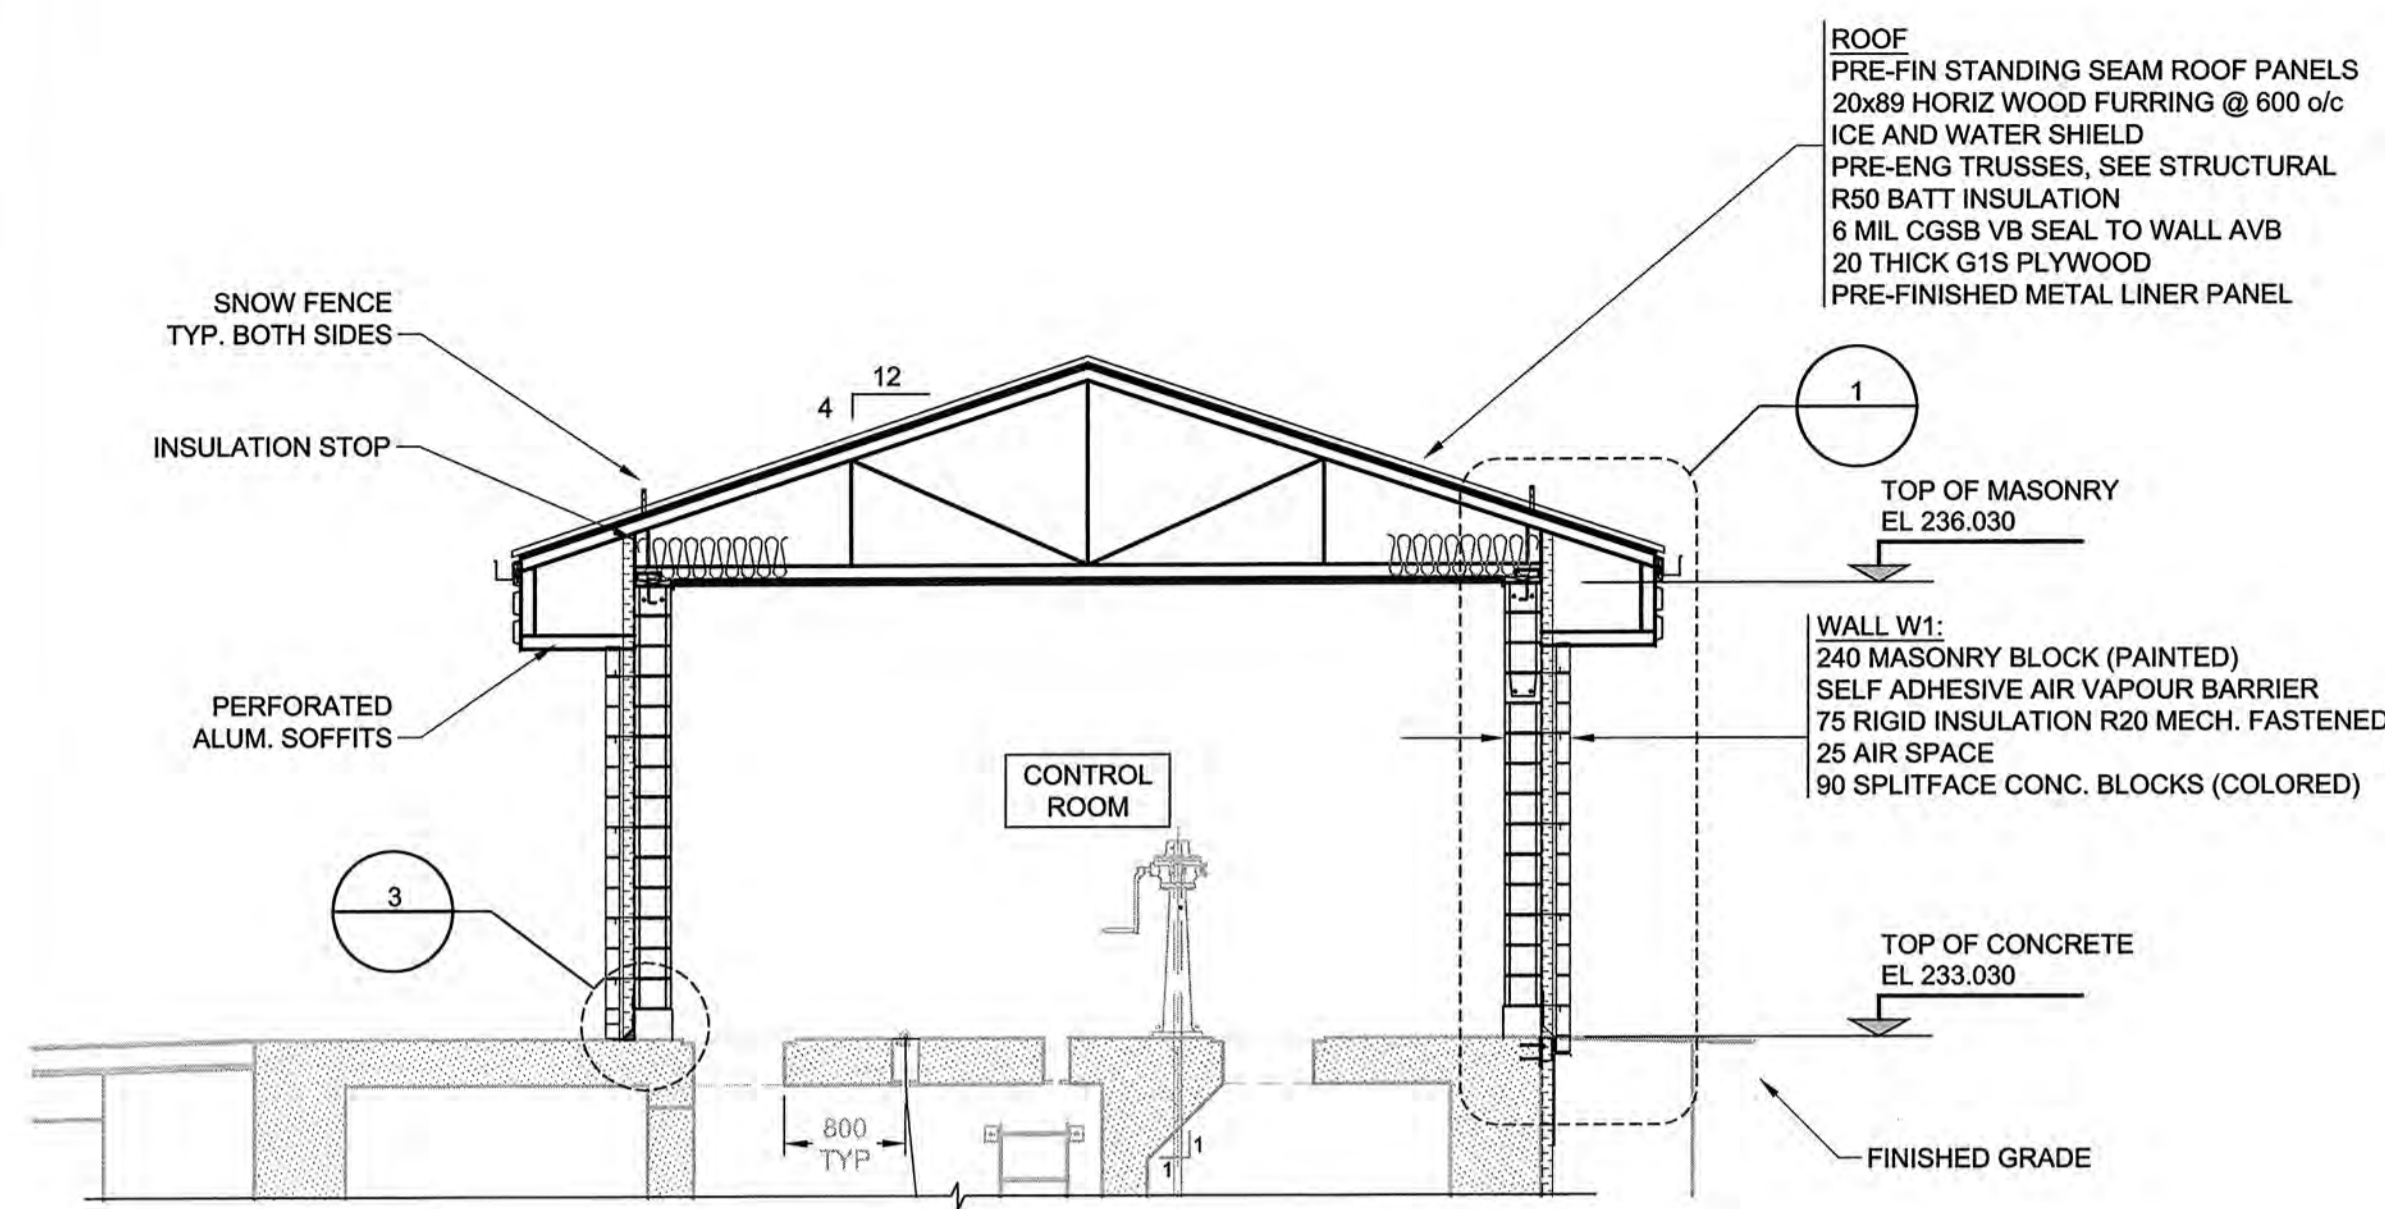 ROOF
PRE-FIN STANDING SEAM ROOF PANELS
20x89 HORIZ WOOD FURRING @ 600 o/c
ICE AND WATER SHIELD
PRE-ENG TRUSSES, SEE STRUCTURAL
R50 BATT INSULATION
6 MIL CGSB VB SEAL TO WALL AVB
20 THICK G1S PLYWOOD
PRE-FINISHED METAL LINER PANEL
SNOW FENCE
TYP. BOTH SIDES
12
4
1
INSULATION STOP
TOP OF MASONRY
EL 236.030
WALL W1:
240 MASONRY BLOCK (PAINTED)
SELF ADHESIVE AIR VAPOUR BARRIER
75 RIGID INSULATION R20 MECH. FASTENED
25 AIR SPACE
90 SPLITFACE CONC. BLOCKS (COLORED)
PERFORATED
ALUM. SOFFITS
CONTROL
ROOM
3
TOP OF CONCRETE
EL 233.030
800
TYP
1
1
FINISHED GRADE